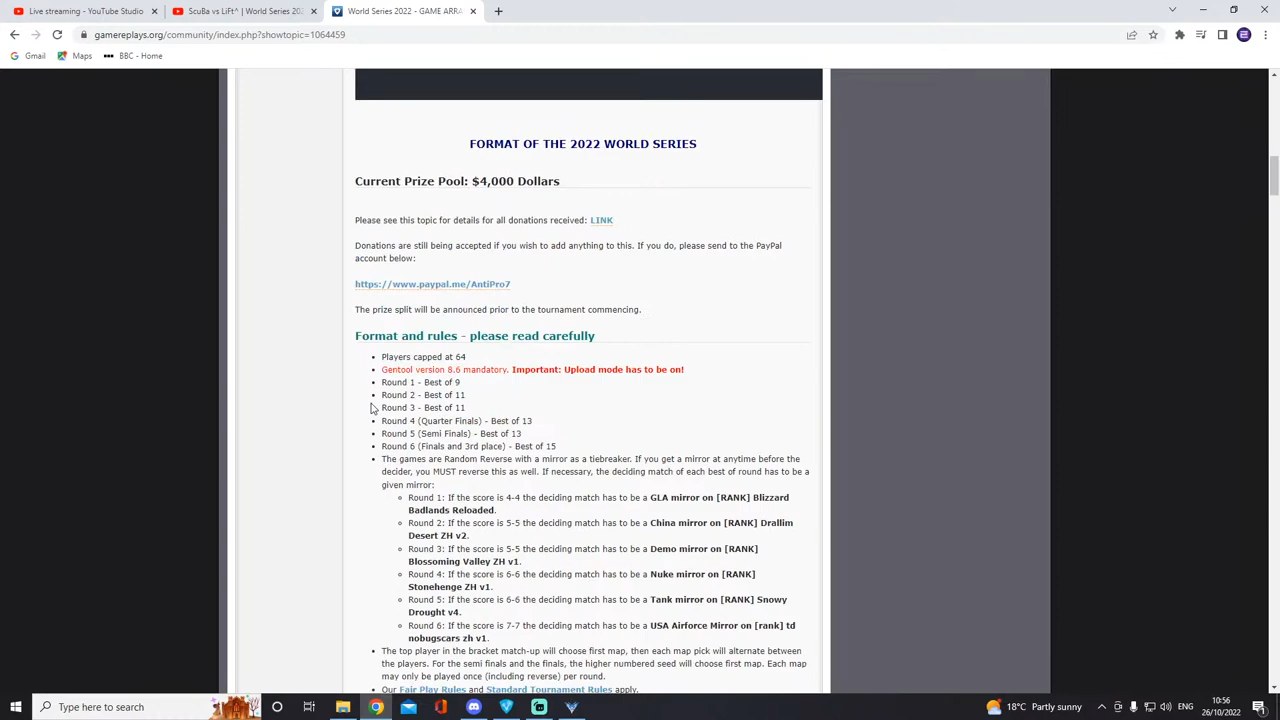 Live streaming - YouTube Studio
ScuBa vs LiFt^ | World Series 202
World Series 2022 - GAME ARRA
gamereplays.org/community/index.php?showtopic=1064459
Gmail
Maps
BBC - Home
FORMAT OF THE 2022 WORLD SERIES
Current Prize Pool: $4,000 Dollars
Please see this topic for details for all donations received: LINK
Donations are still being accepted if you wish to add anything to this. If you do, please send to the PayPal
account below:
https://www.paypal.me/AntiPro7
The prize split will be announced prior to the tournament commencing.
Format and rules - please read carefully
Players capped at 64
Gentool version 8.6 mandatory. Important: Upload mode has to be on!
Round 1 - Best of 9
Round 2 - Best of 11
Round 3 - Best of 11
Round 4 (Quarter Finals) - Best of 13
Round 5 (Semi Finals) - Best of 13
Round 6 (Finals and 3rd place) - Best of 15
The games are Random Reverse with a mirror as a tiebreaker. If you get a mirror at anytime before the
decider, you MUST reverse this as well. If necessary, the deciding match of each best of round has to be a
given mirror:
Round 1: If the score is 4-4 the deciding match has to be a GLA mirror on [RANK] Blizzard
Badlands Reloaded.
Round 2: If the score is 5-5 the deciding match has to be a China mirror on [RANK] Drallim
Desert ZH v2.
Round 3: If the score is 5-5 the deciding match has to be a Demo mirror on [RANK]
Blossoming Valley ZH v1.
Round 4: If the score is 6-6 the deciding match has to be a Nuke mirror on [RANK]
Stonehenge ZH v1.
Round 5: If the score is 6-6 the deciding match has to be a Tank mirror on [RANK] Snowy
Drought v4.
Round 6: If the score is 7-7 the deciding match has to be a USA Airforce Mirror on [rank] td
nobugscars zh v1.
The top player in the bracket match-up will choose first map, then each map pick will alternate between
the players. For the semi finals and the finals, the higher numbered seed will choose first map. Each map
may only be played once (including reverse) per round.
Our Fair Play Rules and Standard Tournament Rules apply.
Type here to search
18°C Partly sunny
ENG
10:56
26/10/2022